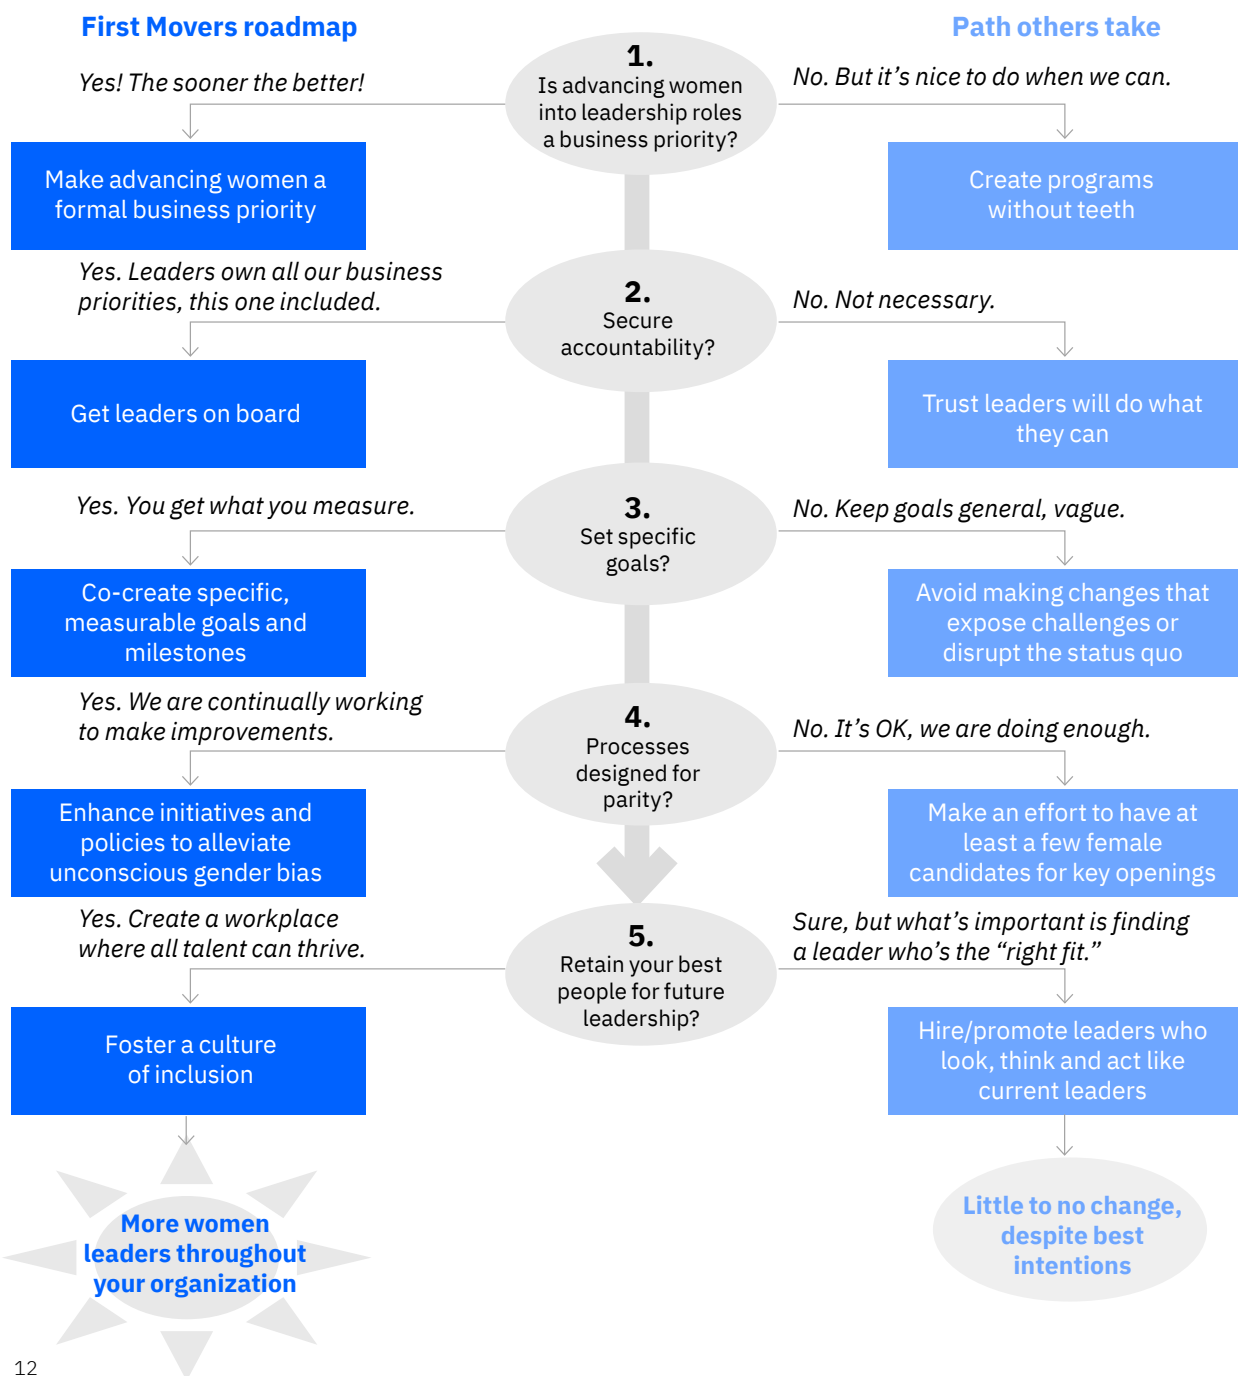 First Movers roadmap
Path others take
1.
Is advancing women
into leadership roles
a business priority?
Yes! The sooner the better!
No. But it’s nice to do when we can.
Make advancing women a
formal business priority
Create programs
without teeth
2.
Secure
accountability?
Yes. Leaders own all our business
priorities, this one included.
No. Not necessary.
Get leaders on board
Trust leaders will do what
they can
3.
Set specific
goals?
Yes. You get what you measure.
No. Keep goals general, vague.
Co-create specific,
measurable goals and
milestones
Avoid making changes that
expose challenges or
disrupt the status quo
4.
Processes
designed for
parity?
Yes. We are continually working
to make improvements.
No. It’s OK, we are doing enough.
Enhance initiatives and
policies to alleviate
unconscious gender bias
Make an effort to have at
least a few female
candidates for key openings
5.
Retain your best
people for future
leadership?
Yes. Create a workplace
where all talent can thrive.
Sure, but what’s important is finding
a leader who’s the “right fit.”
Foster a culture
of inclusion
Hire/promote leaders who
look, think and act like
current leaders
More women
leaders throughout
your organization
Little to no change,
despite best
intentions
12